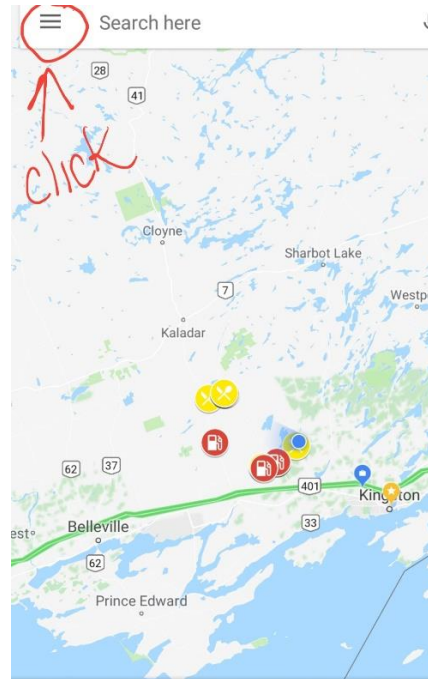 Search here
28
41
click
Cloyne
Sharbot Lake
7
Westp
Kaladar
62
37
401
Kingston
est
Belleville
33
62
Prince Edward